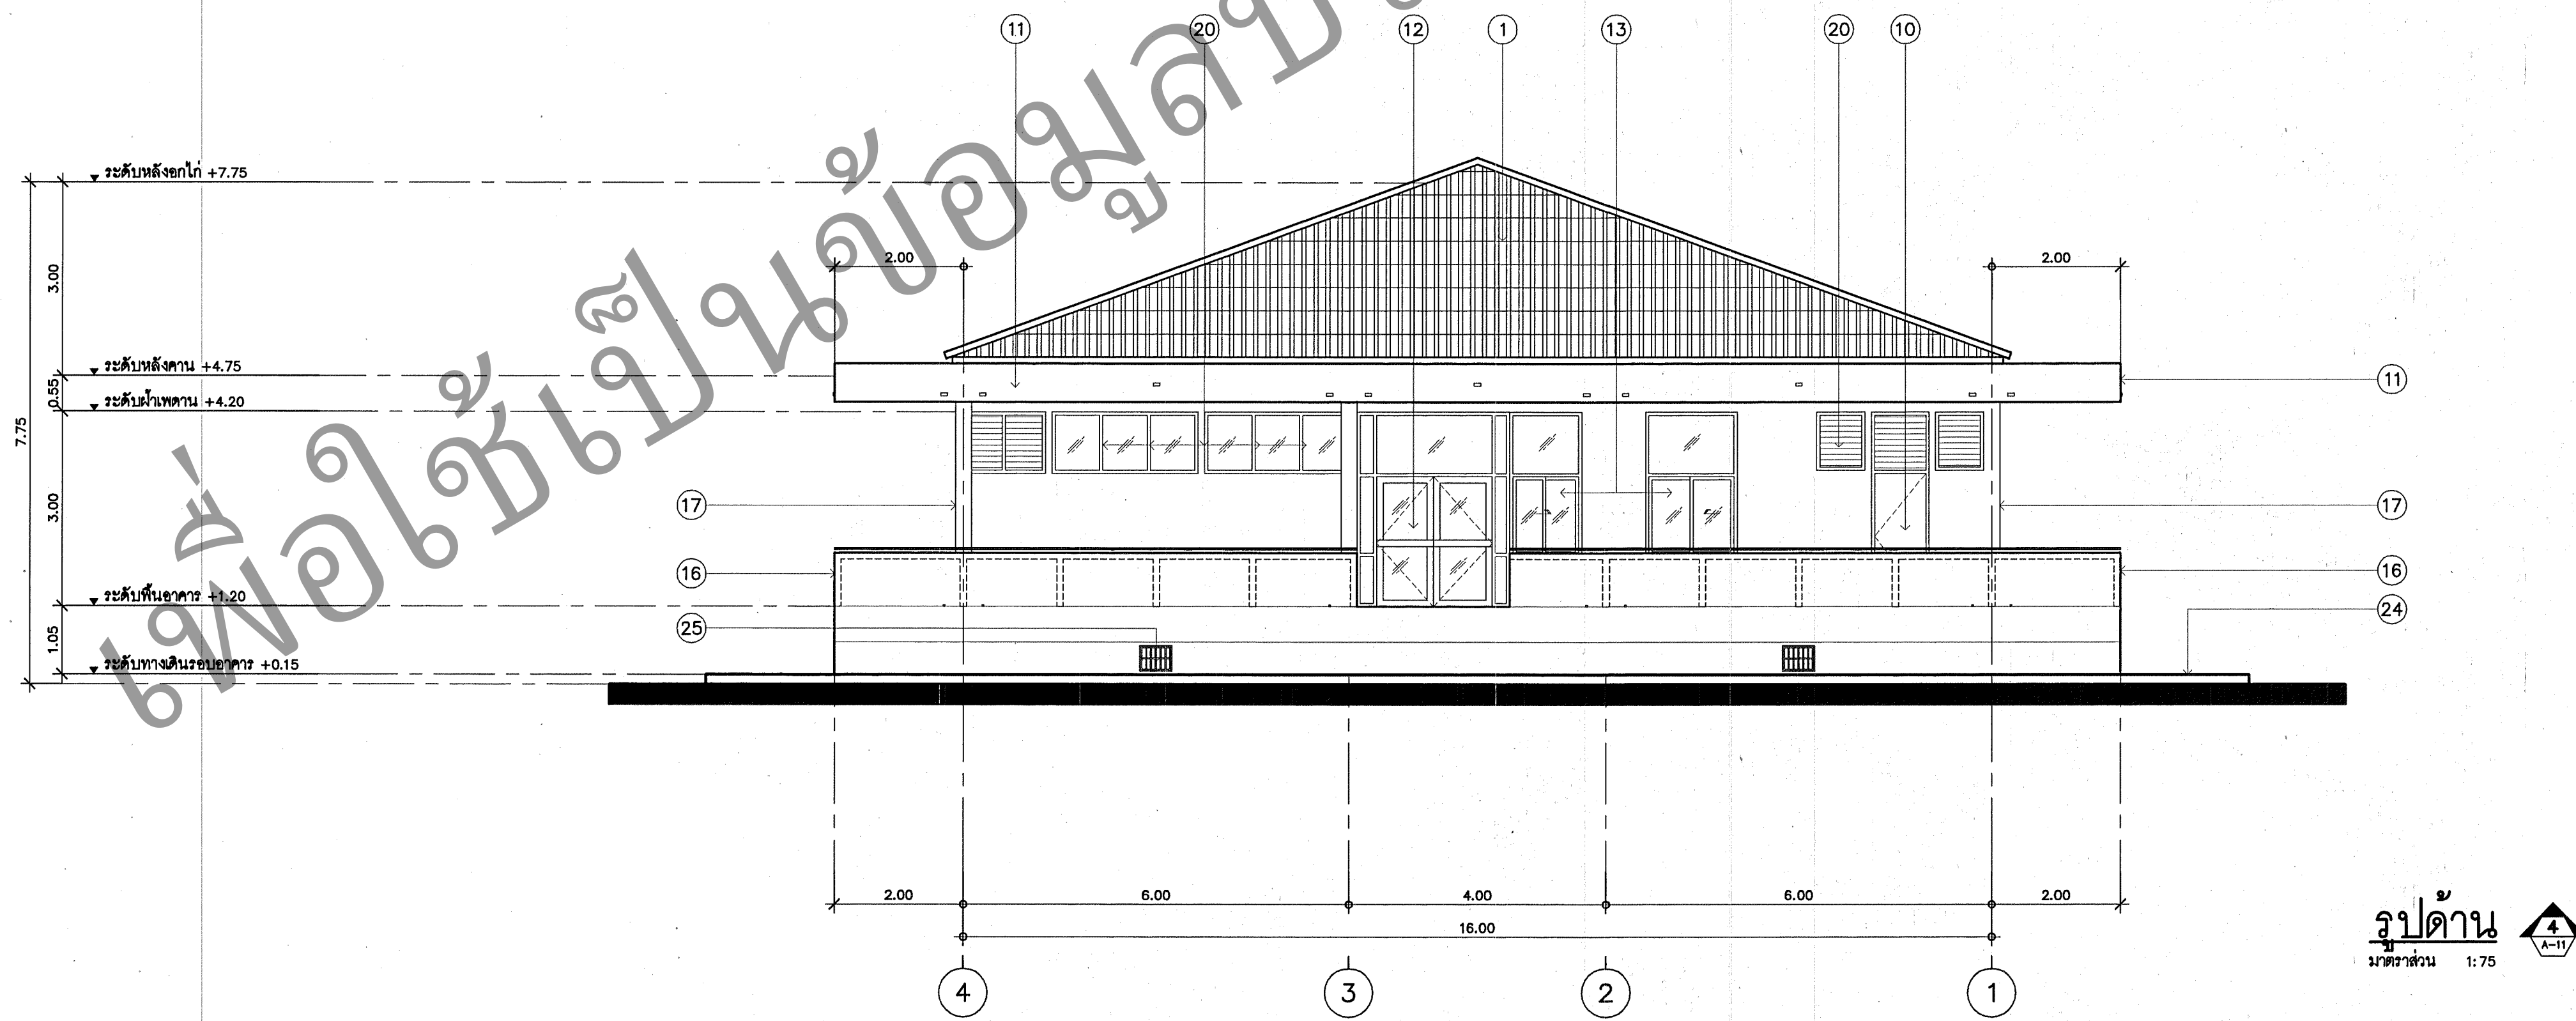 11 20 12 1 13 20 10
ระดับหลังอกไก่ +7.75
3.00
2.00 2.00
ระดับหลังคาน +4.75
11
0.55
ระดับฝ้าเพดาน +4.20
7.75
3.00
17 17
16 16
ระดับพื้นอาคาร +1.20
24
25
1.05
ระดับทางเดินรอบอาคาร +0.15
2.00 6.00 4.00 6.00 2.00
16.00
4 3 2 1
รูปด้าน
มาตราส่วน 1:75
4
A-11
เพื่อใช้เป็นข้อมูล